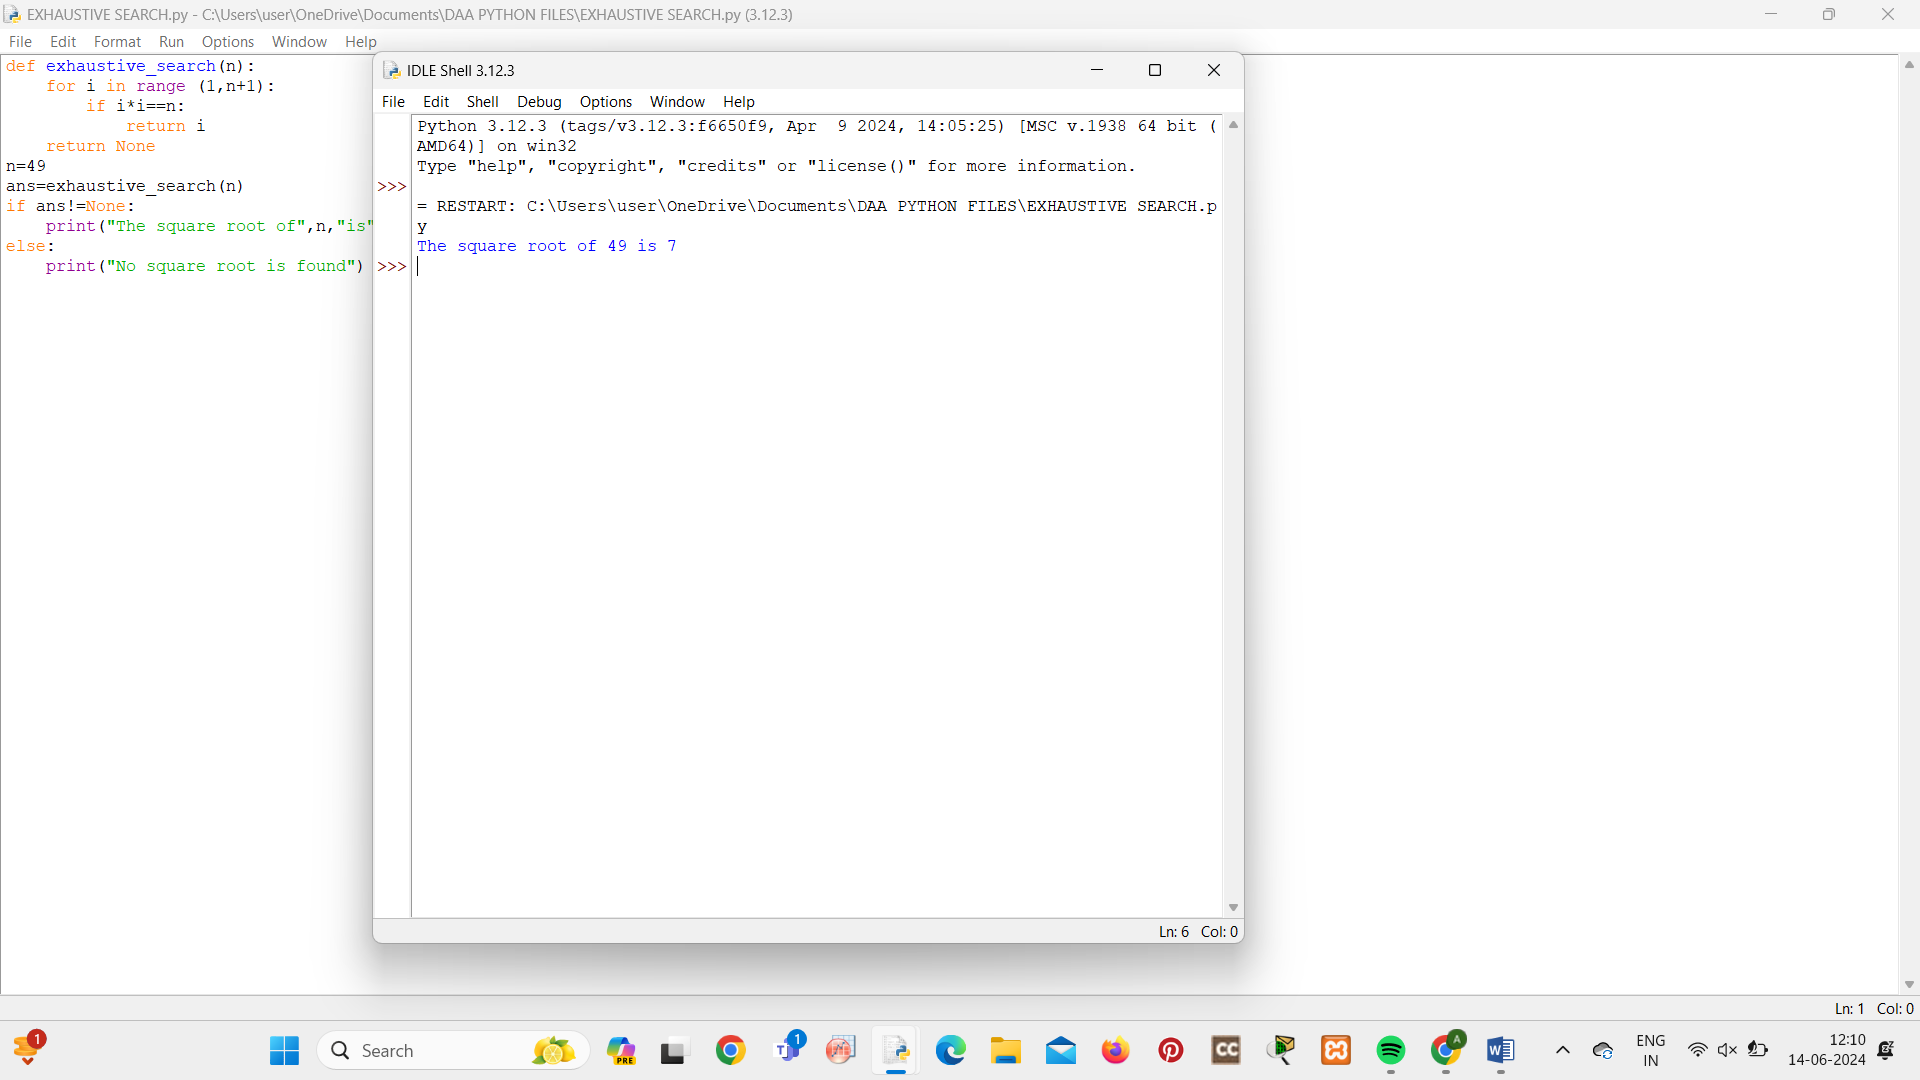 EXHAUSTIVE SEARCH.py - C:\Users\user\OneDrive\Documents\DAA PYTHON FILES\EXHAUSTIVE SEARCH.py (3.12.3)
File Edit Format Run Options Window Help
def exhaustive_search(n):
    for i in range (1,n+1):
        if i*i==n:
            return i
    return None
n=49
ans=exhaustive_search(n)
if ans!=None:
    print("The square root of",n,"is"
else:
    print("No square root is found")
IDLE Shell 3.12.3
File Edit Shell Debug Options Window Help
Python 3.12.3 (tags/v3.12.3:f6650f9, Apr  9 2024, 14:05:25) [MSC v.1938 64 bit (
AMD64)] on win32
Type "help", "copyright", "credits" or "license()" for more information.
>>>
= RESTART: C:\Users\user\OneDrive\Documents\DAA PYTHON FILES\EXHAUSTIVE SEARCH.p
y
The square root of 49 is 7
>>>
Ln: 6 Col: 0
Ln: 1 Col: 0
1
Search
PRE
1
T
CC
A
W
ENG
IN
12:10
14-06-2024